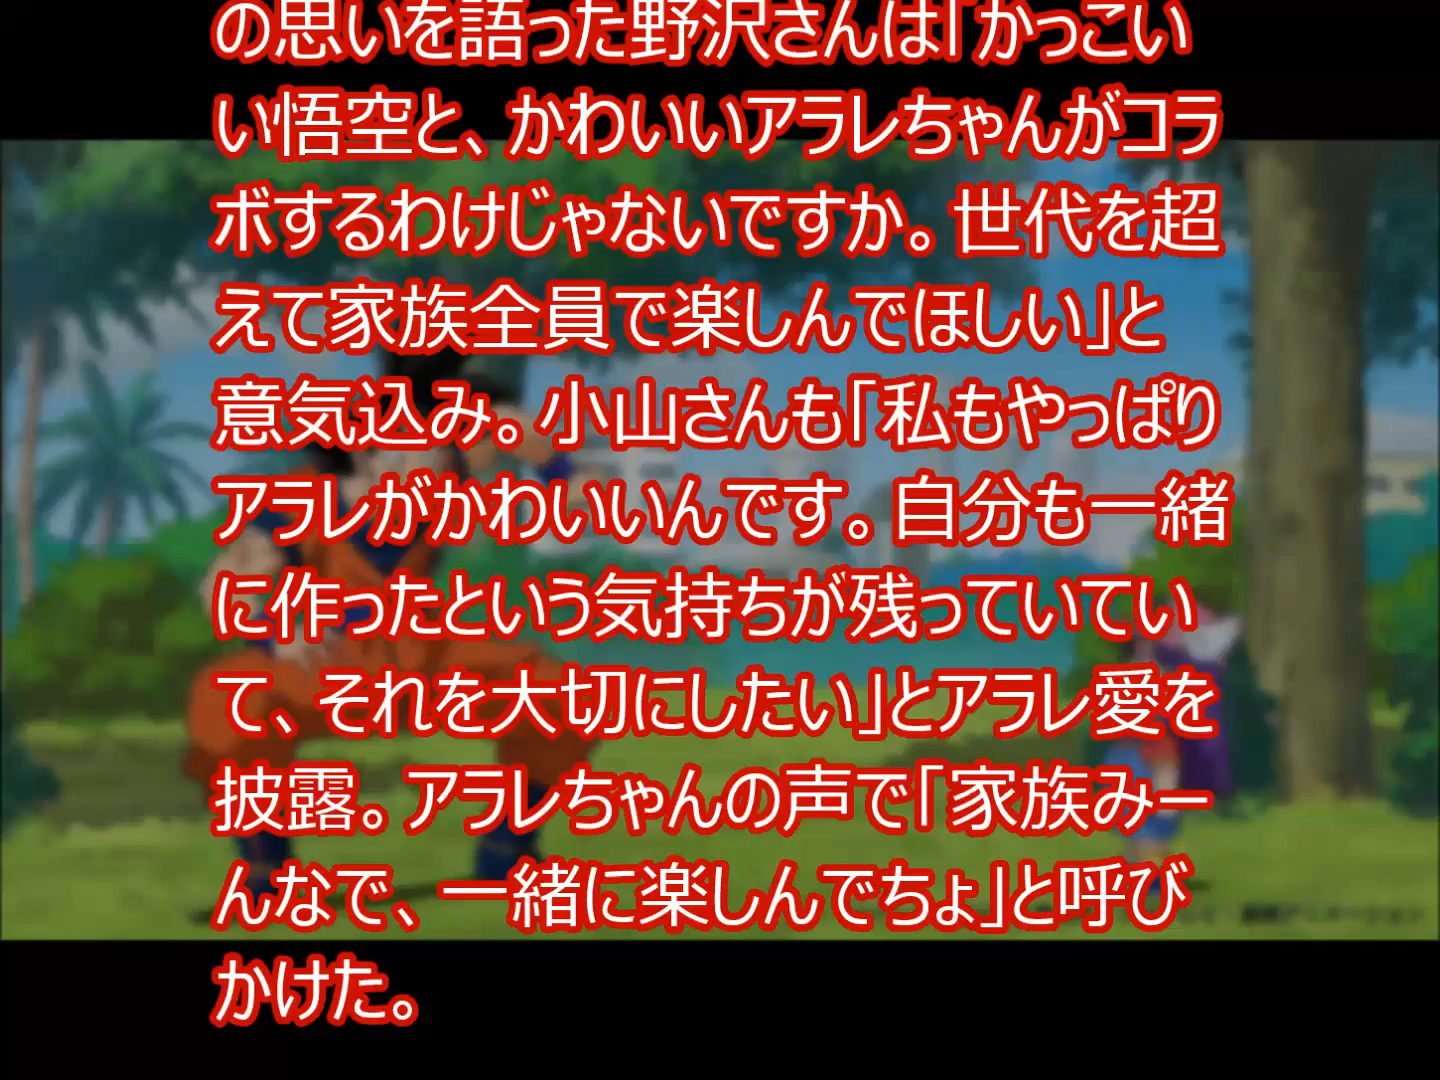 の思いを語った野沢さんは「かっこい
い悟空と、かわいいアラレちゃんがコラ
ボするわけじゃないですか。世代を超
えて家族全員で楽しんでほしい」と
意気込み。小山さんも「私もやっぱり
アラレがかわいいんです。自分も一緒
に作ったという気持ちが残っていてい
て、それを大切にしたい」とアラレ愛を
披露。アラレちゃんの声で「家族みー
んなで、一緒に楽しんでちょ」と呼び
かけた。